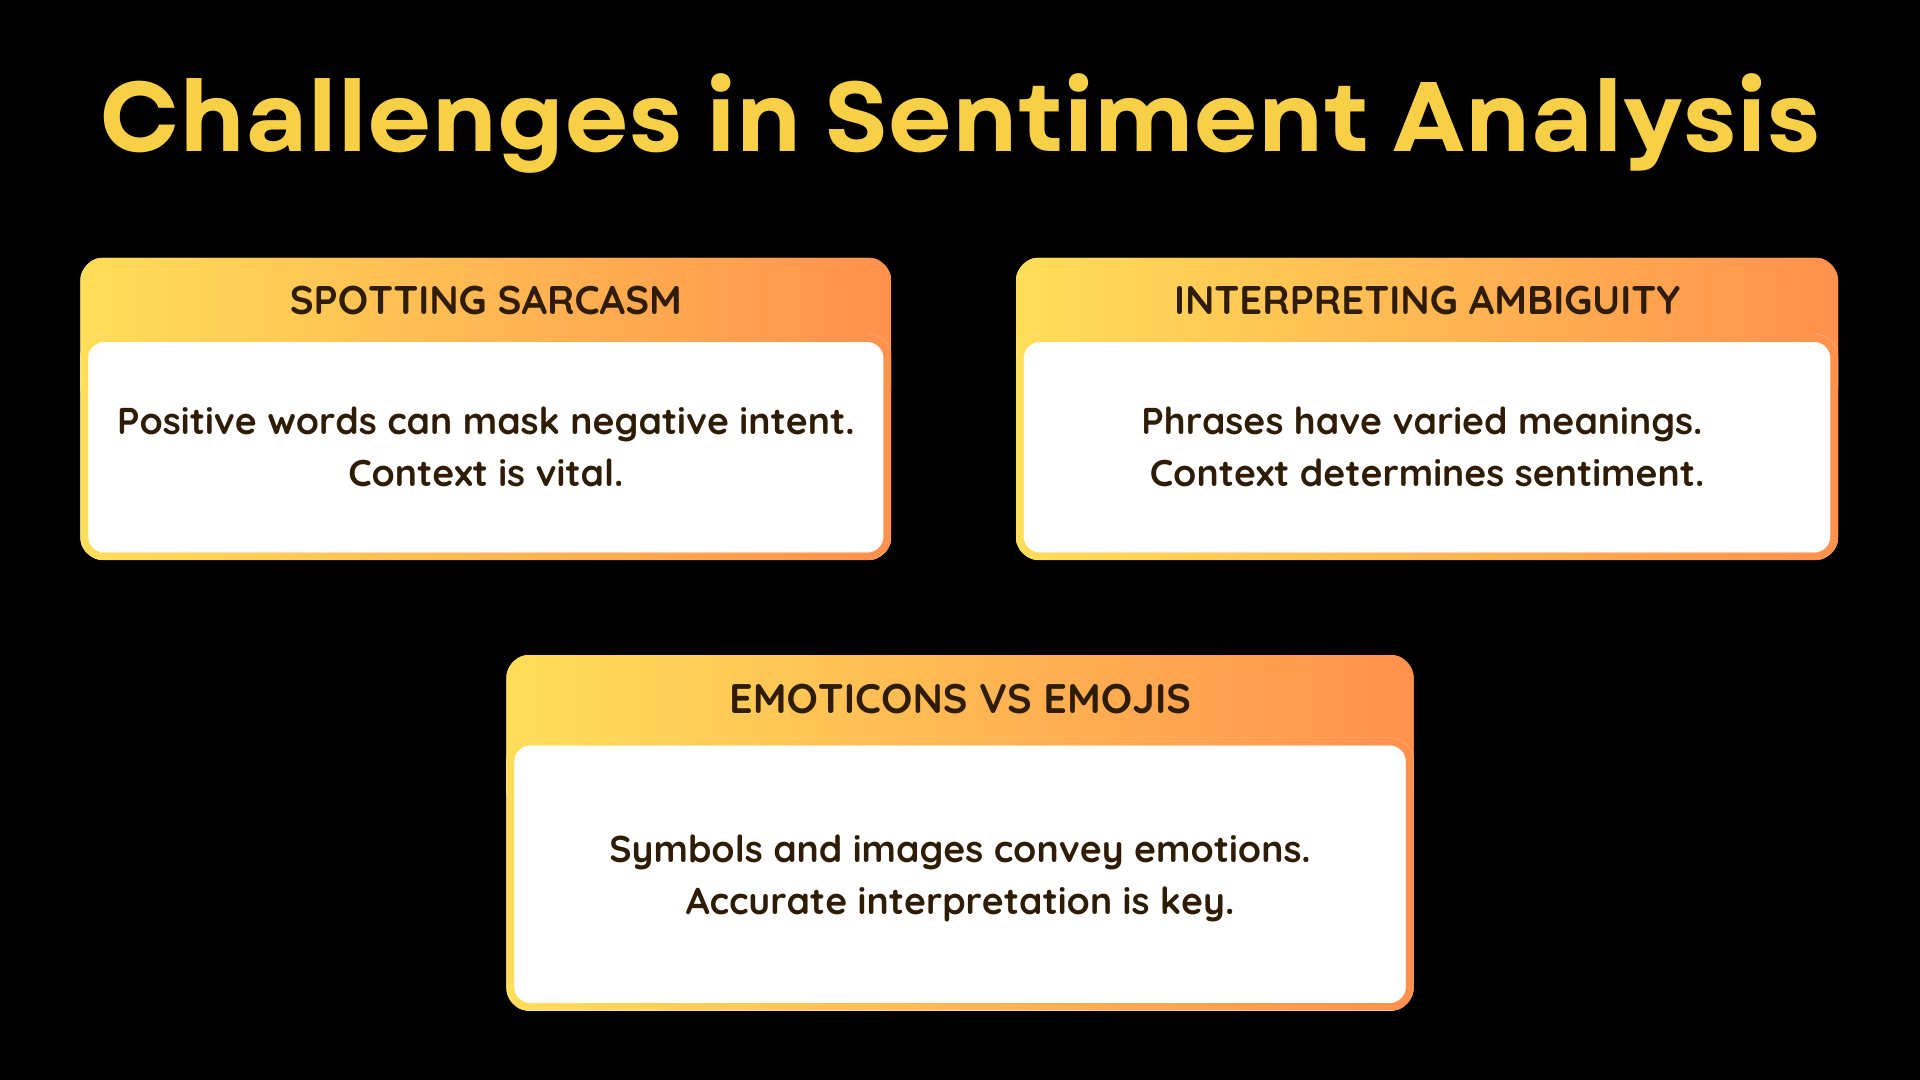 Challenges in Sentiment Analysis
SPOTTING SARCASM
Positive words can mask negative intent.
Context is vital.
INTERPRETING AMBIGUITY
Phrases have varied meanings.
Context determines sentiment.
EMOTICONS VS EMOJIS
Symbols and images convey emotions.
Accurate interpretation is key.